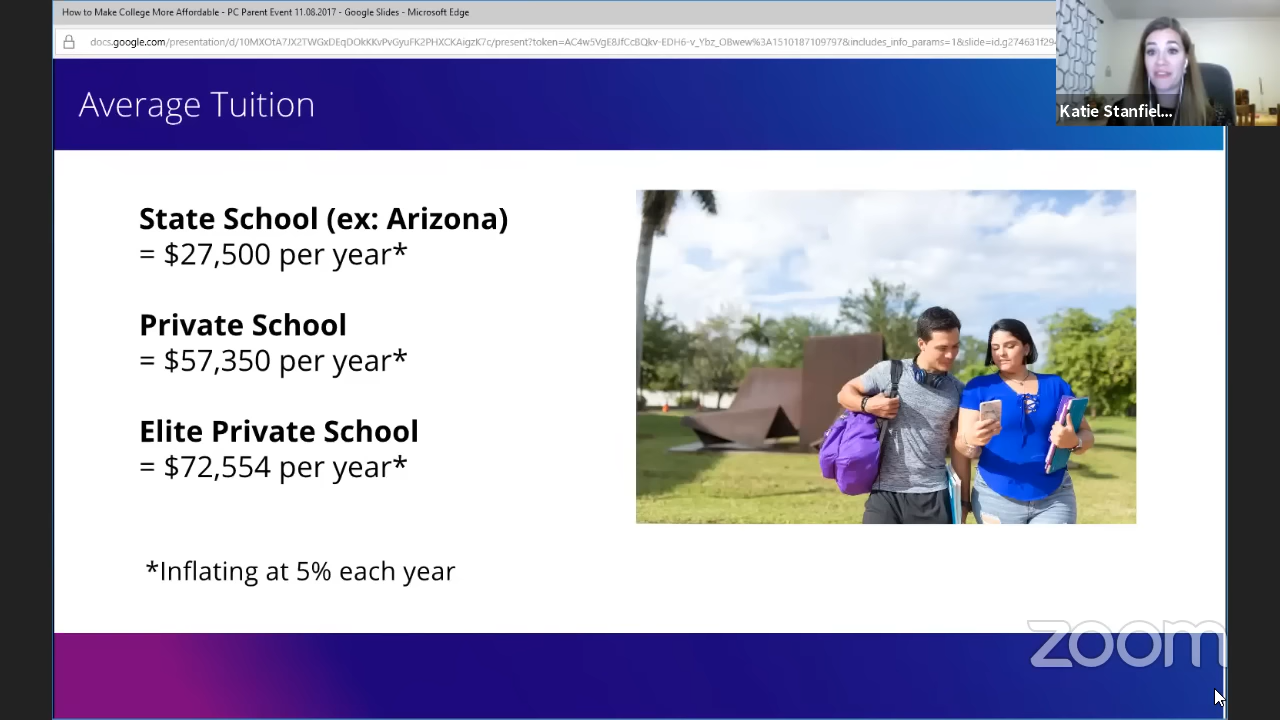 How to Make College More Affordable - PC Parent Event 11.08.2017 - Google Slides - Microsoft Edge
Katie Stanfiel...
Average Tuition
State School (ex: Arizona)
= $27,500 per year*
Private School
= $57,350 per year*
Elite Private School
= $72,554 per year*
*Inflating at 5% each year
zoom